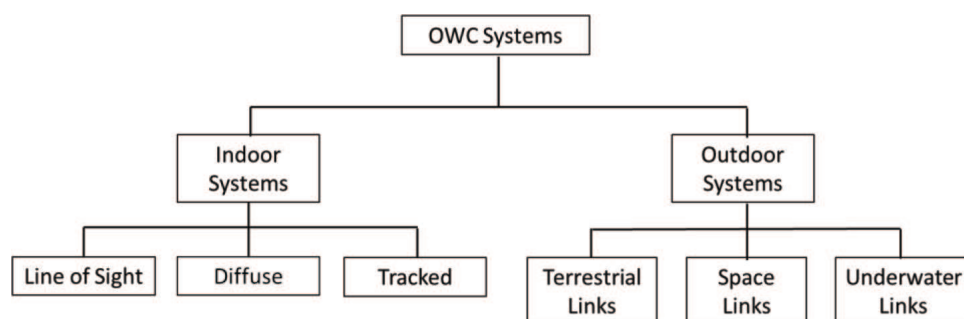 OWC Systems
Indoor
Systems
Outdoor
Systems
Line of Sight
Diffuse
Tracked
Terrestrial
Links
Space
Links
Underwater
Links